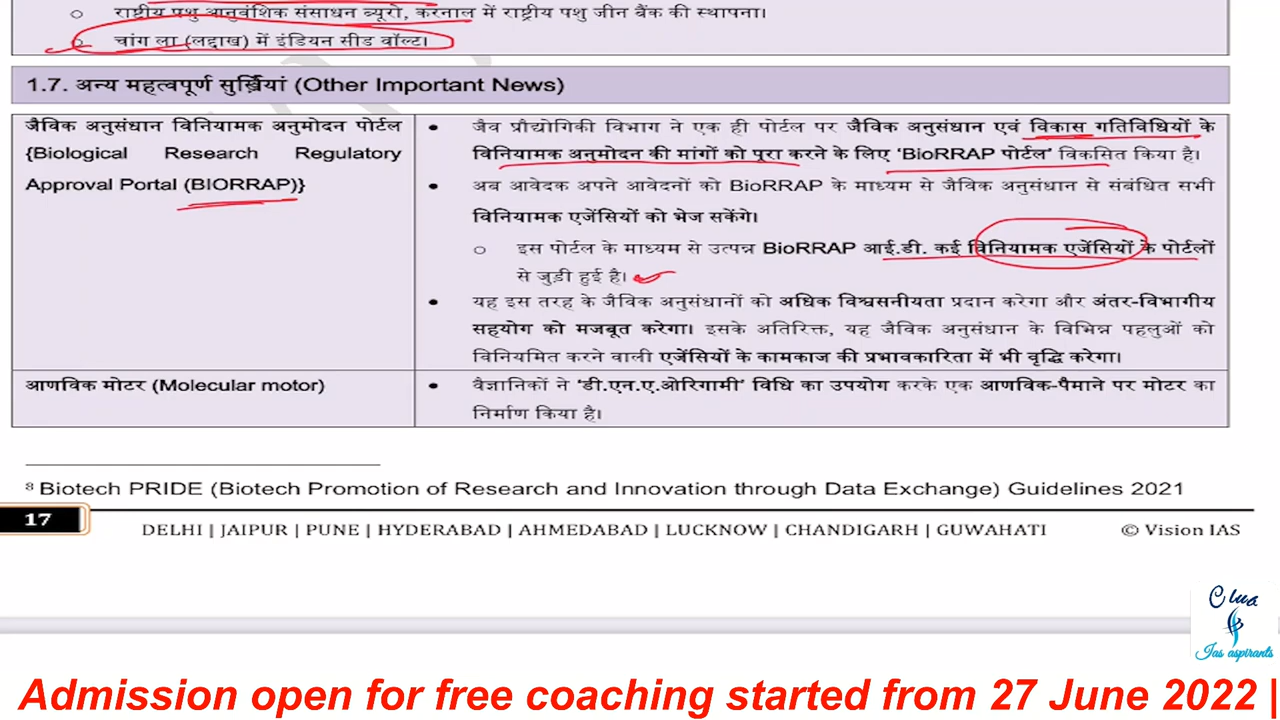 राष्ट्रीय पशु आनुवंशिक संसाधन ब्यूरो, करनाल में राष्ट्रीय पशु जीन बैंक की स्थापना।
चांग ला (लद्दाख) में इंडियन सीड वॉल्ट।
1.7. अन्य महत्वपूर्ण सुर्ख़ियां (Other Important News)
जैविक अनुसंधान विनियामक अनुमोदन पोर्टल
{Biological Research Regulatory
Approval Portal (BIORRAP)}
जैव प्रौद्योगिकी विभाग ने एक ही पोर्टल पर जैविक अनुसंधान एवं विकास गतिविधियों के
विनियामक अनुमोदन की मांगों को पूरा करने के लिए 'BioRRAP पोर्टल' विकसित किया है।
अब आवेदक अपने आवेदनों को BioRRAP के माध्यम से जैविक अनुसंधान से संबंधित सभी
विनियामक एजेंसियों को भेज सकेंगे।
इस पोर्टल के माध्यम से उत्पन्न BioRRAP आई.डी. कई विनियामक एजेंसियों के पोर्टलों
से जुड़ी हुई है।
यह इस तरह के जैविक अनुसंधानों को अधिक विश्वसनीयता प्रदान करेगा और अंतर-विभागीय
सहयोग को मजबूत करेगा। इसके अतिरिक्त, यह जैविक अनुसंधान के विभिन्न पहलुओं को
विनियमित करने वाली एजेंसियों के कामकाज की प्रभावकारिता में भी वृद्धि करेगा।
आणविक मोटर (Molecular motor)
वैज्ञानिकों ने 'डी.एन.ए.ओरिगामी' विधि का उपयोग करके एक आणविक-पैमाने पर मोटर का
निर्माण किया है।
8 Biotech PRIDE (Biotech Promotion of Research and Innovation through Data Exchange) Guidelines 2021
17
DELHI | JAIPUR | PUNE | HYDERABAD | AHMEDABAD | LUCKNOW | CHANDIGARH | GUWAHATI
© Vision IAS
Ias aspirants
Admission open for free coaching started from 27 June 2022 |